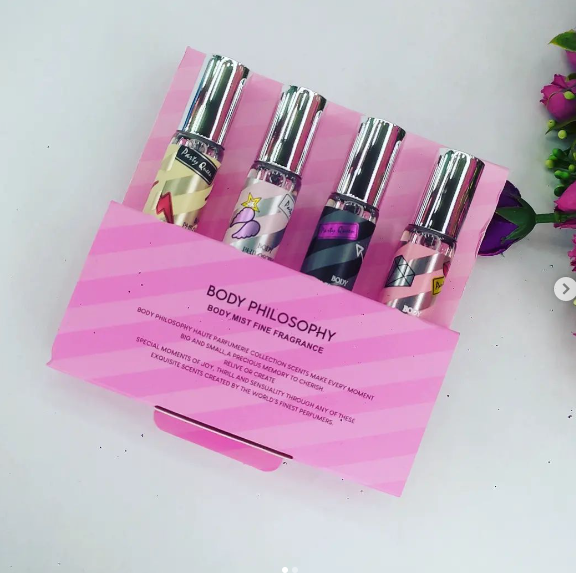 Party Queen
Party Queen
BODY
BODY
BODY PHILOSOPHY
BODY MIST FINE FRAGRANCE
BODY PHILOSOPHY HAUTE PARFUMERIE COLLECTION SCENTS MAKE EVERY MOMENT
BIG AND SMALL, A PRECIOUS MEMORY TO CHERISH
RELIVE OR CREATE
SPECIAL MOMENTS OF JOY, THRILL AND SENSUALITY THROUGH ANY OF THESE
EXQUISITE SCENTS CREATED BY THE WORLD'S FINEST PERFUMERS.